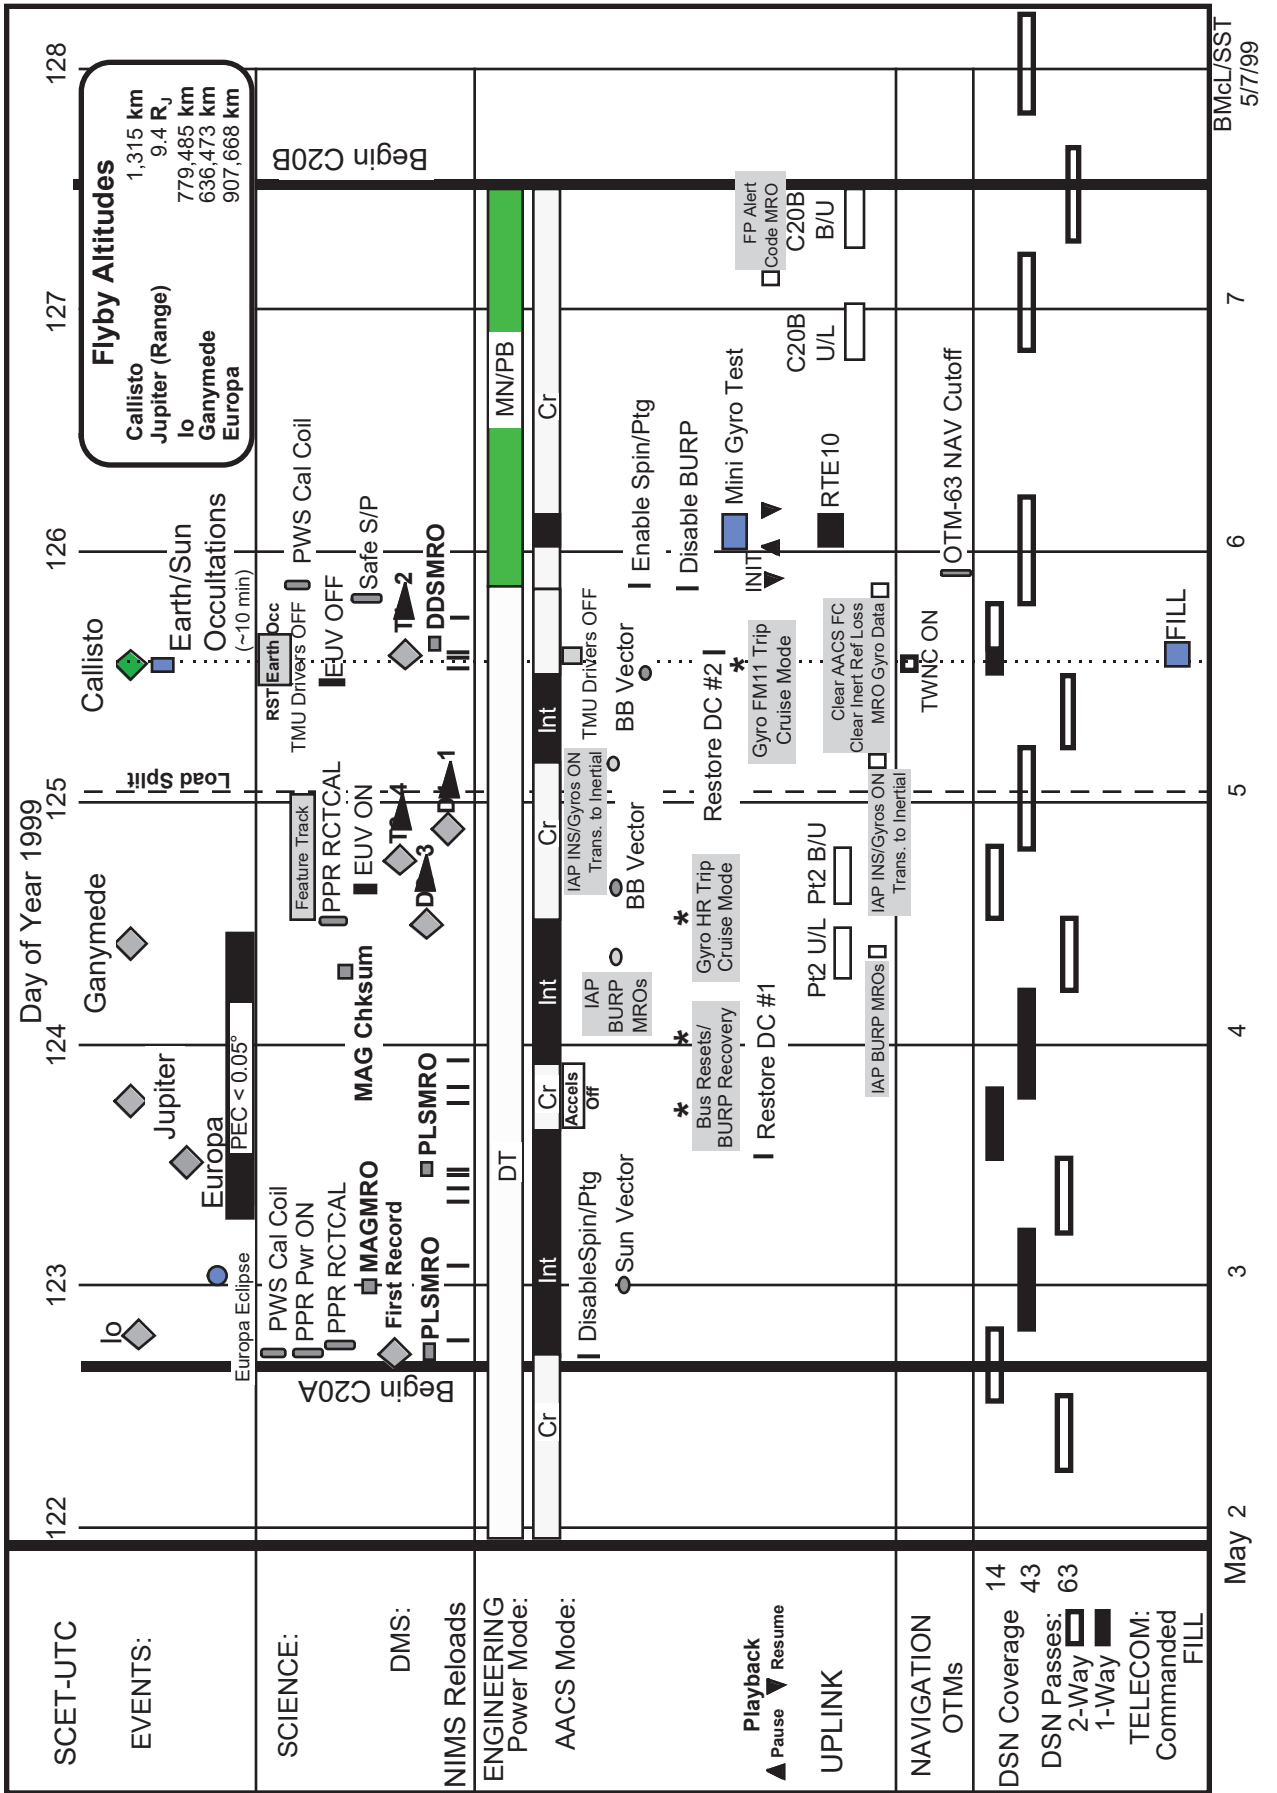 Day of Year 1999
SCET-UTC
122
123
124
125
126
127
128
EVENTS:
Io
Europa Eclipse
Europa
Jupiter
PEC < 0.05°
Ganymede
Load Split
Callisto
Earth/Sun
Occultations
(~10 min)
Flyby Altitudes
Callisto 1,315 km
Jupiter (Range) 9.4 RJ
Io 779,485 km
Ganymede 636,473 km
Europa 907,668 km
Begin C20A
Begin C20B
SCIENCE:
PWS Cal Coil
PPR Pwr ON
PPR RCTCAL
MAGMRO
First Record
PLSMRO
PLSMRO
MAG Chksum
Feature Track
PPR RCTCAL
EUV ON
RST Earth Occ
TMU Drivers OFF
EUV OFF
PWS Cal Coil
Safe S/P
DMS:
3
4
1
2
DDSMRO
NIMS Reloads
ENGINEERING
Power Mode:
DT
MN/PB
AACS Mode:
Cr
Int
Cr
Int
Cr
Int
Cr
Accels
Off
DisableSpin/Ptg
Sun Vector
IAP
BURP
MROs
IAP INS/Gyros ON
Trans. to Inertial
BB Vector
TMU Drivers OFF
BB Vector
Enable Spin/Ptg
Disable BURP
* * * *
Bus Resets/
BURP Recovery
Gyro HR Trip
Cruise Mode
Restore DC #1
Restore DC #2
Gyro FM11 Trip
Cruise Mode
Mini Gyro Test
INIT
FP Alert
Code MRO
Playback
Pause Resume
UPLINK
Pt2 U/L
Pt2 B/U
RTE10
C20B
U/L
C20B
B/U
IAP BURP MROs
IAP INS/Gyros ON
Trans. to Inertial
Clear AACS FC
Clear Inert Ref Loss
MRO Gyro Data
NAVIGATION
OTMs
TWNC ON
OTM-63 NAV Cutoff
DSN Coverage 14
43
DSN Passes: 63
2-Way
1-Way
TELECOM:
Commanded
FILL
FILL
May 2
3
4
5
6
7
BMcL/SST
5/7/99